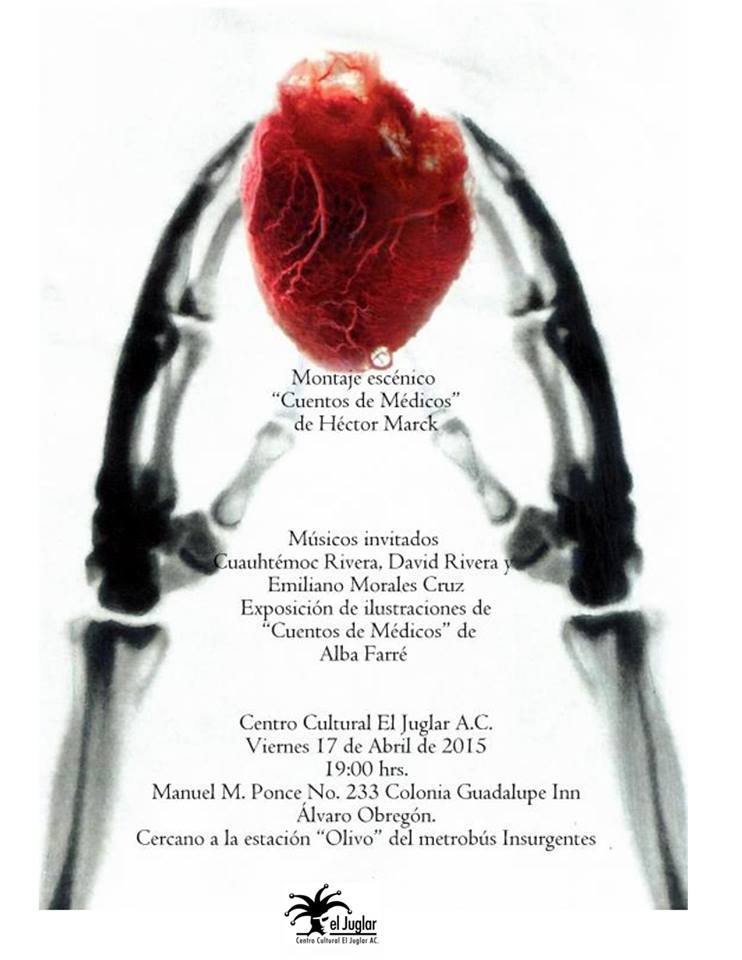 Montaje escénico
“Cuentos de Médicos”
de Héctor Marck
Músicos invitados
Cuauhtémoc Rivera, David Rivera y
Emiliano Morales Cruz
Exposición de ilustraciones de
“Cuentos de Médicos” de
Alba Farré
Centro Cultural El Juglar A.C.
Viernes 17 de Abril de 2015
19:00 hrs.
Manuel M. Ponce No. 233 Colonia Guadalupe Inn
Álvaro Obregón.
Cercano a la estación “Olivo” del metrobús Insurgentes
el Juglar
Centro Cultural El Juglar AC.